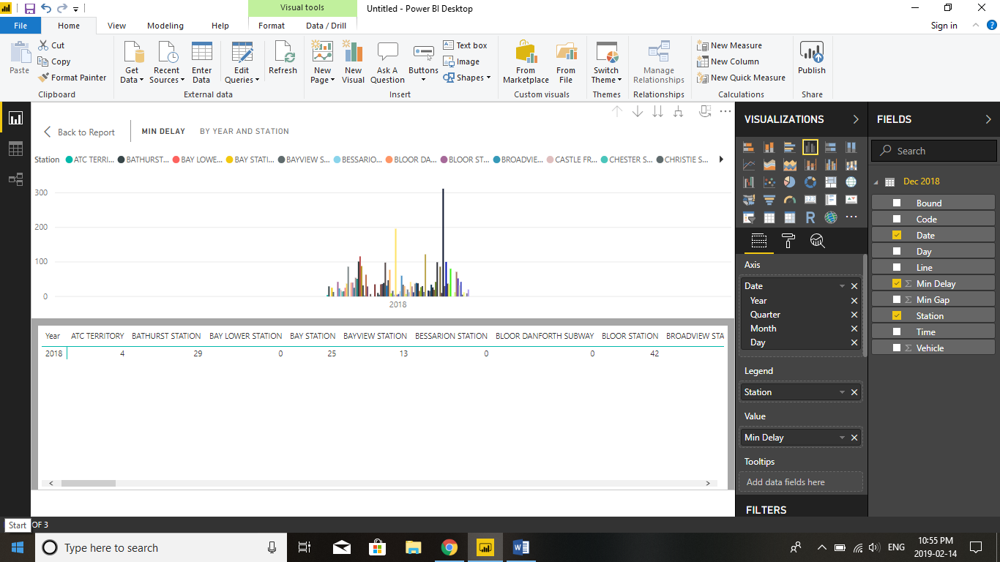 Visual tools
Untitled - Power BI Desktop
File
Home
View
Modeling
Help
Format
Data / Drill
Sign in
Paste
Cut
Copy
Format Painter
Clipboard
Get Data
Recent Sources
Enter Data
Edit Queries
Refresh
External data
New Page
New Visual
Ask A Question
Buttons
Text box
Image
Shapes
Insert
From Marketplace
From File
Custom visuals
Switch Theme
Themes
Manage Relationships
Relationships
New Measure
New Column
New Quick Measure
Calculations
Publish
Share
Back to Report
MIN DELAY
BY YEAR AND STATION
Station ATC TERRI... BATHURST... BAY LOWE... BAY STATI... BAYVIEW S... BESSARIO... BLOOR DA... BLOOR ST... BROADVIE... CASTLE FR... CHESTER S... CHRISTIE S...
300
200
100
0
2018
Year ATC TERRITORY BATHURST STATION BAY LOWER STATION BAY STATION BAYVIEW STATION BESSARION STATION BLOOR DANFORTH SUBWAY BLOOR STATION BROADVIEW STA
2018 4 29 0 25 13 0 0 42
VISUALIZATIONS
R
Axis
Date
Year
Quarter
Month
Day
Legend
Station
Value
Min Delay
Tooltips
Add data fields here
FILTERS
FIELDS
Search
Dec 2018
Bound
Code
Date
Day
Line
Σ Min Delay
Σ Min Gap
Station
Time
Σ Vehicle
Start
OF 3
Type here to search
ENG
10:55 PM
2019-02-14